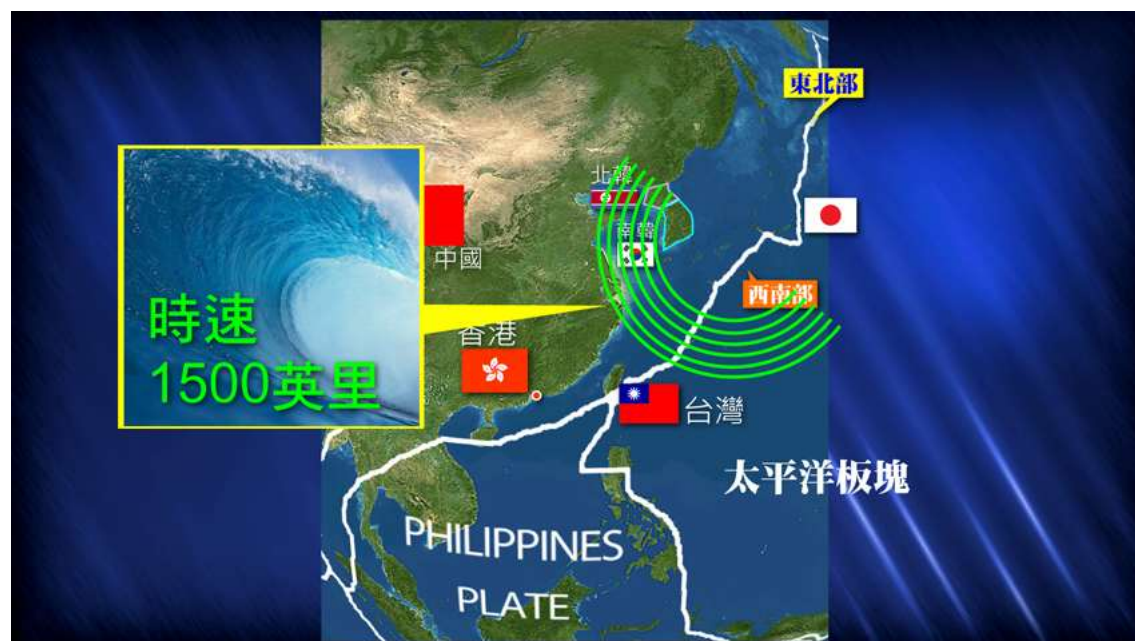 東北部
北韓
南韓
中國
西南部
時速
1500英里
香港
台灣
太平洋板塊
PHILIPPINES
PLATE